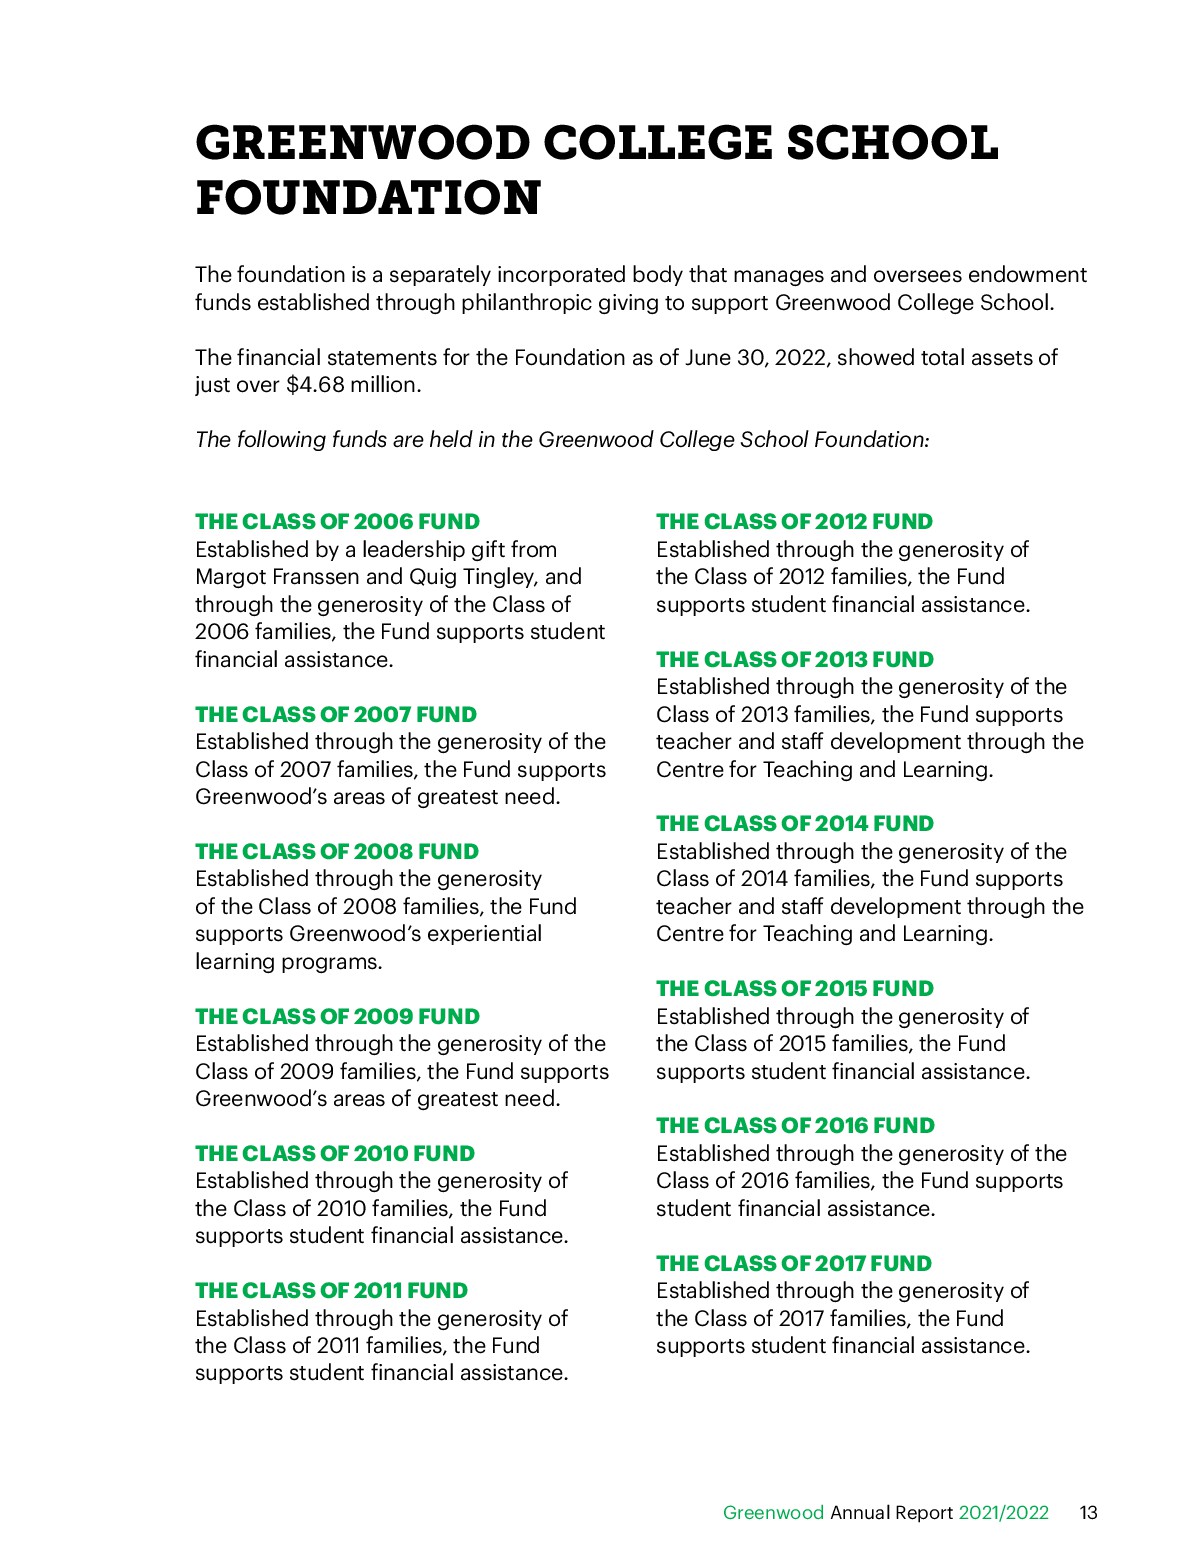 GREENWOOD COLLEGE SCHOOL
FOUNDATION
The foundation is a separately incorporated body that manages and oversees endowment
funds established through philanthropic giving to support Greenwood College School.
The financial statements for the Foundation as of June 30, 2022, showed total assets of
just over $4.68 million.
The following funds are held in the Greenwood College School Foundation:
THE CLASS OF 2006 FUND
Established by a leadership gift from
Margot Franssen and Quig Tingley, and
through the generosity of the Class of
2006 families, the Fund supports student
financial assistance.
THE CLASS OF 2007 FUND
Established through the generosity of the
Class of 2007 families, the Fund supports
Greenwood’s areas of greatest need.
THE CLASS OF 2008 FUND
Established through the generosity
of the Class of 2008 families, the Fund
supports Greenwood’s experiential
learning programs.
THE CLASS OF 2009 FUND
Established through the generosity of the
Class of 2009 families, the Fund supports
Greenwood’s areas of greatest need.
THE CLASS OF 2010 FUND
Established through the generosity of
the Class of 2010 families, the Fund
supports student financial assistance.
THE CLASS OF 2011 FUND
Established through the generosity of
the Class of 2011 families, the Fund
supports student financial assistance.
THE CLASS OF 2012 FUND
Established through the generosity of
the Class of 2012 families, the Fund
supports student financial assistance.
THE CLASS OF 2013 FUND
Established through the generosity of the
Class of 2013 families, the Fund supports
teacher and staff development through the
Centre for Teaching and Learning.
THE CLASS OF 2014 FUND
Established through the generosity of the
Class of 2014 families, the Fund supports
teacher and staff development through the
Centre for Teaching and Learning.
THE CLASS OF 2015 FUND
Established through the generosity of
the Class of 2015 families, the Fund
supports student financial assistance.
THE CLASS OF 2016 FUND
Established through the generosity of the
Class of 2016 families, the Fund supports
student financial assistance.
THE CLASS OF 2017 FUND
Established through the generosity of
the Class of 2017 families, the Fund
supports student financial assistance.
Greenwood Annual Report 2021/2022 13